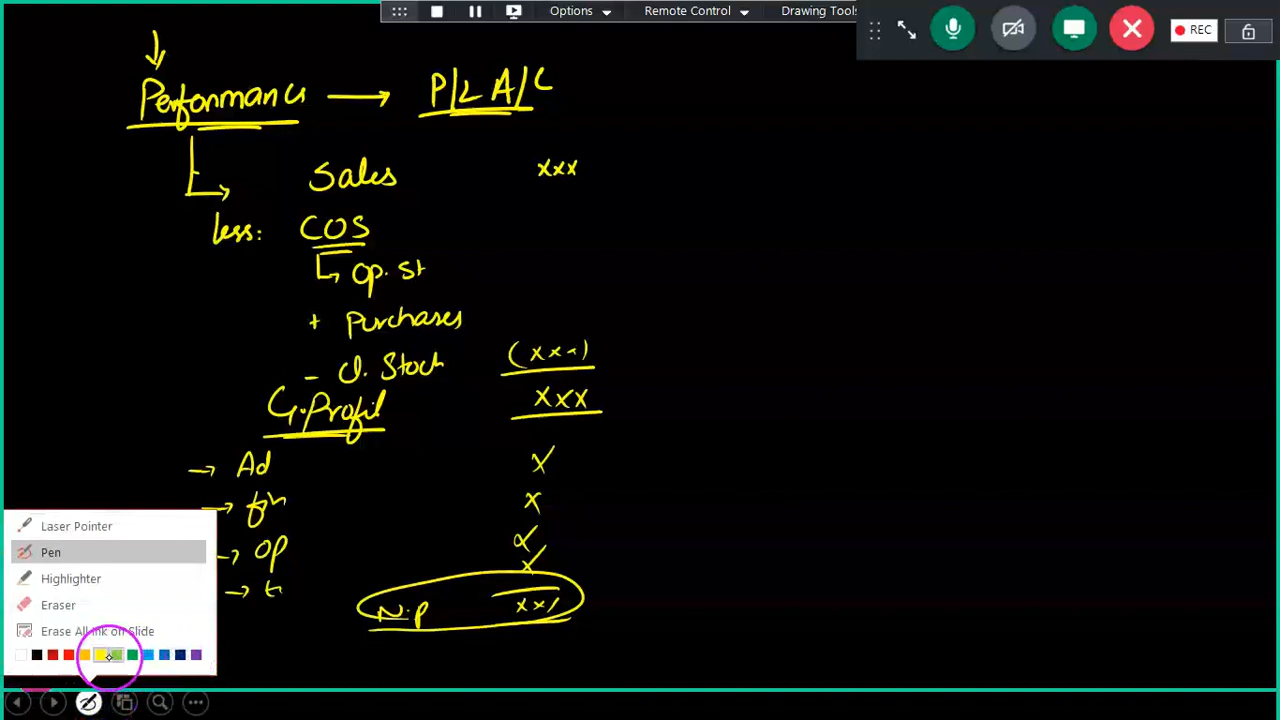 Options
Remote Control
Drawing Tools
REC
Performance → P/L A/C
Sales xxx
less: COS
Op. St
+ Purchases
- Cl. Stock (xxx)
G. Profit xxx
→ Ad x
→ fin x
→ op x
→ t x
N.P xxx
Laser Pointer
Pen
Highlighter
Eraser
Erase All Ink on Slide